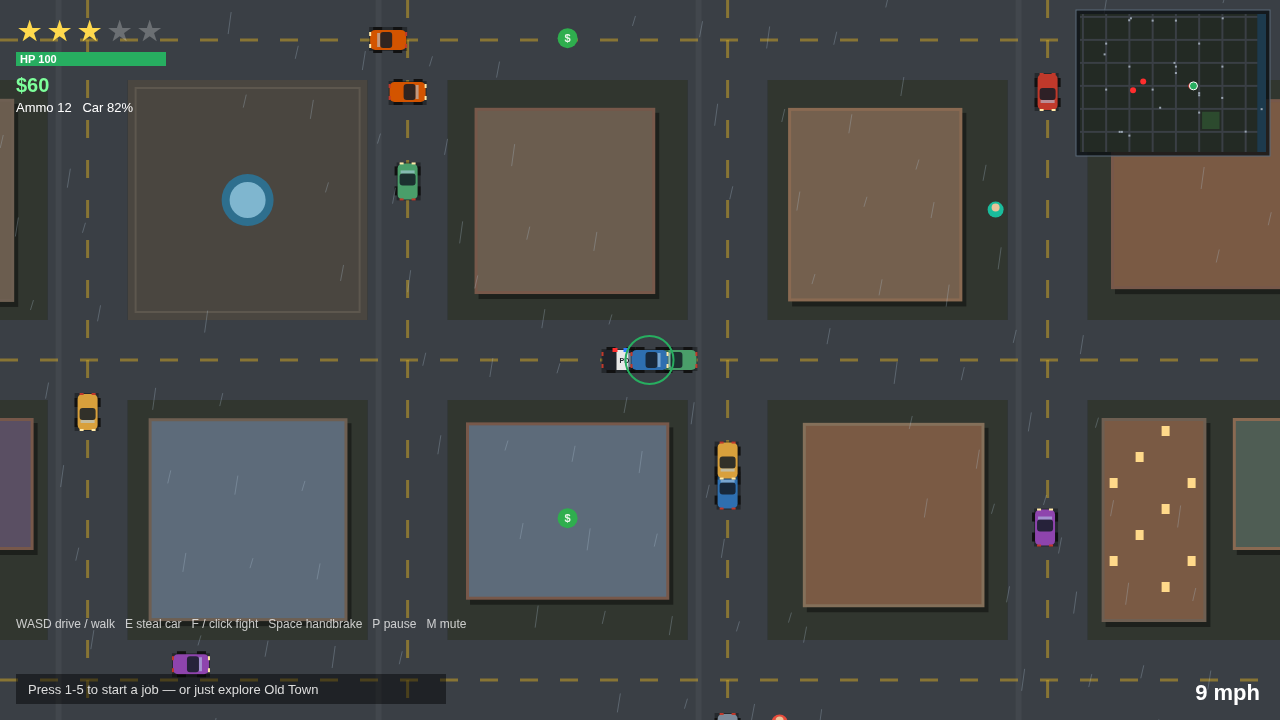 HP 100
$60
Ammo 12 Car 82%
$
$
WASD drive / walk E steal car F / click fight Space handbrake P pause M mute
Press 1-5 to start a job — or just explore Old Town
9 mph